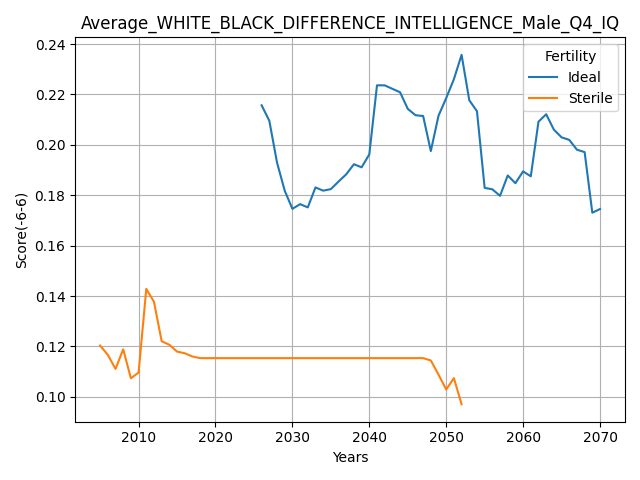 Average_WHITE_BLACK_DIFFERENCE_INTELLIGENCE_Male_Q4_IQ
0.24
0.22
0.20
0.18
0.16
0.14
0.12
0.10
Score(-6-6)
Fertility
Ideal
Sterile
2010 2020 2030 2040 2050 2060 2070
Years